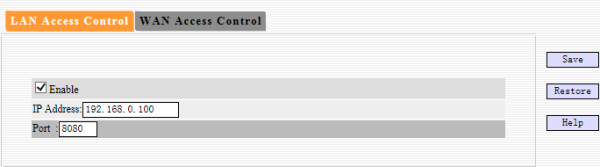 LAN Access Control WAN Access Control
Save
Enable
Restore
IP Address: 192.168.0.100
Port : 8080
Help